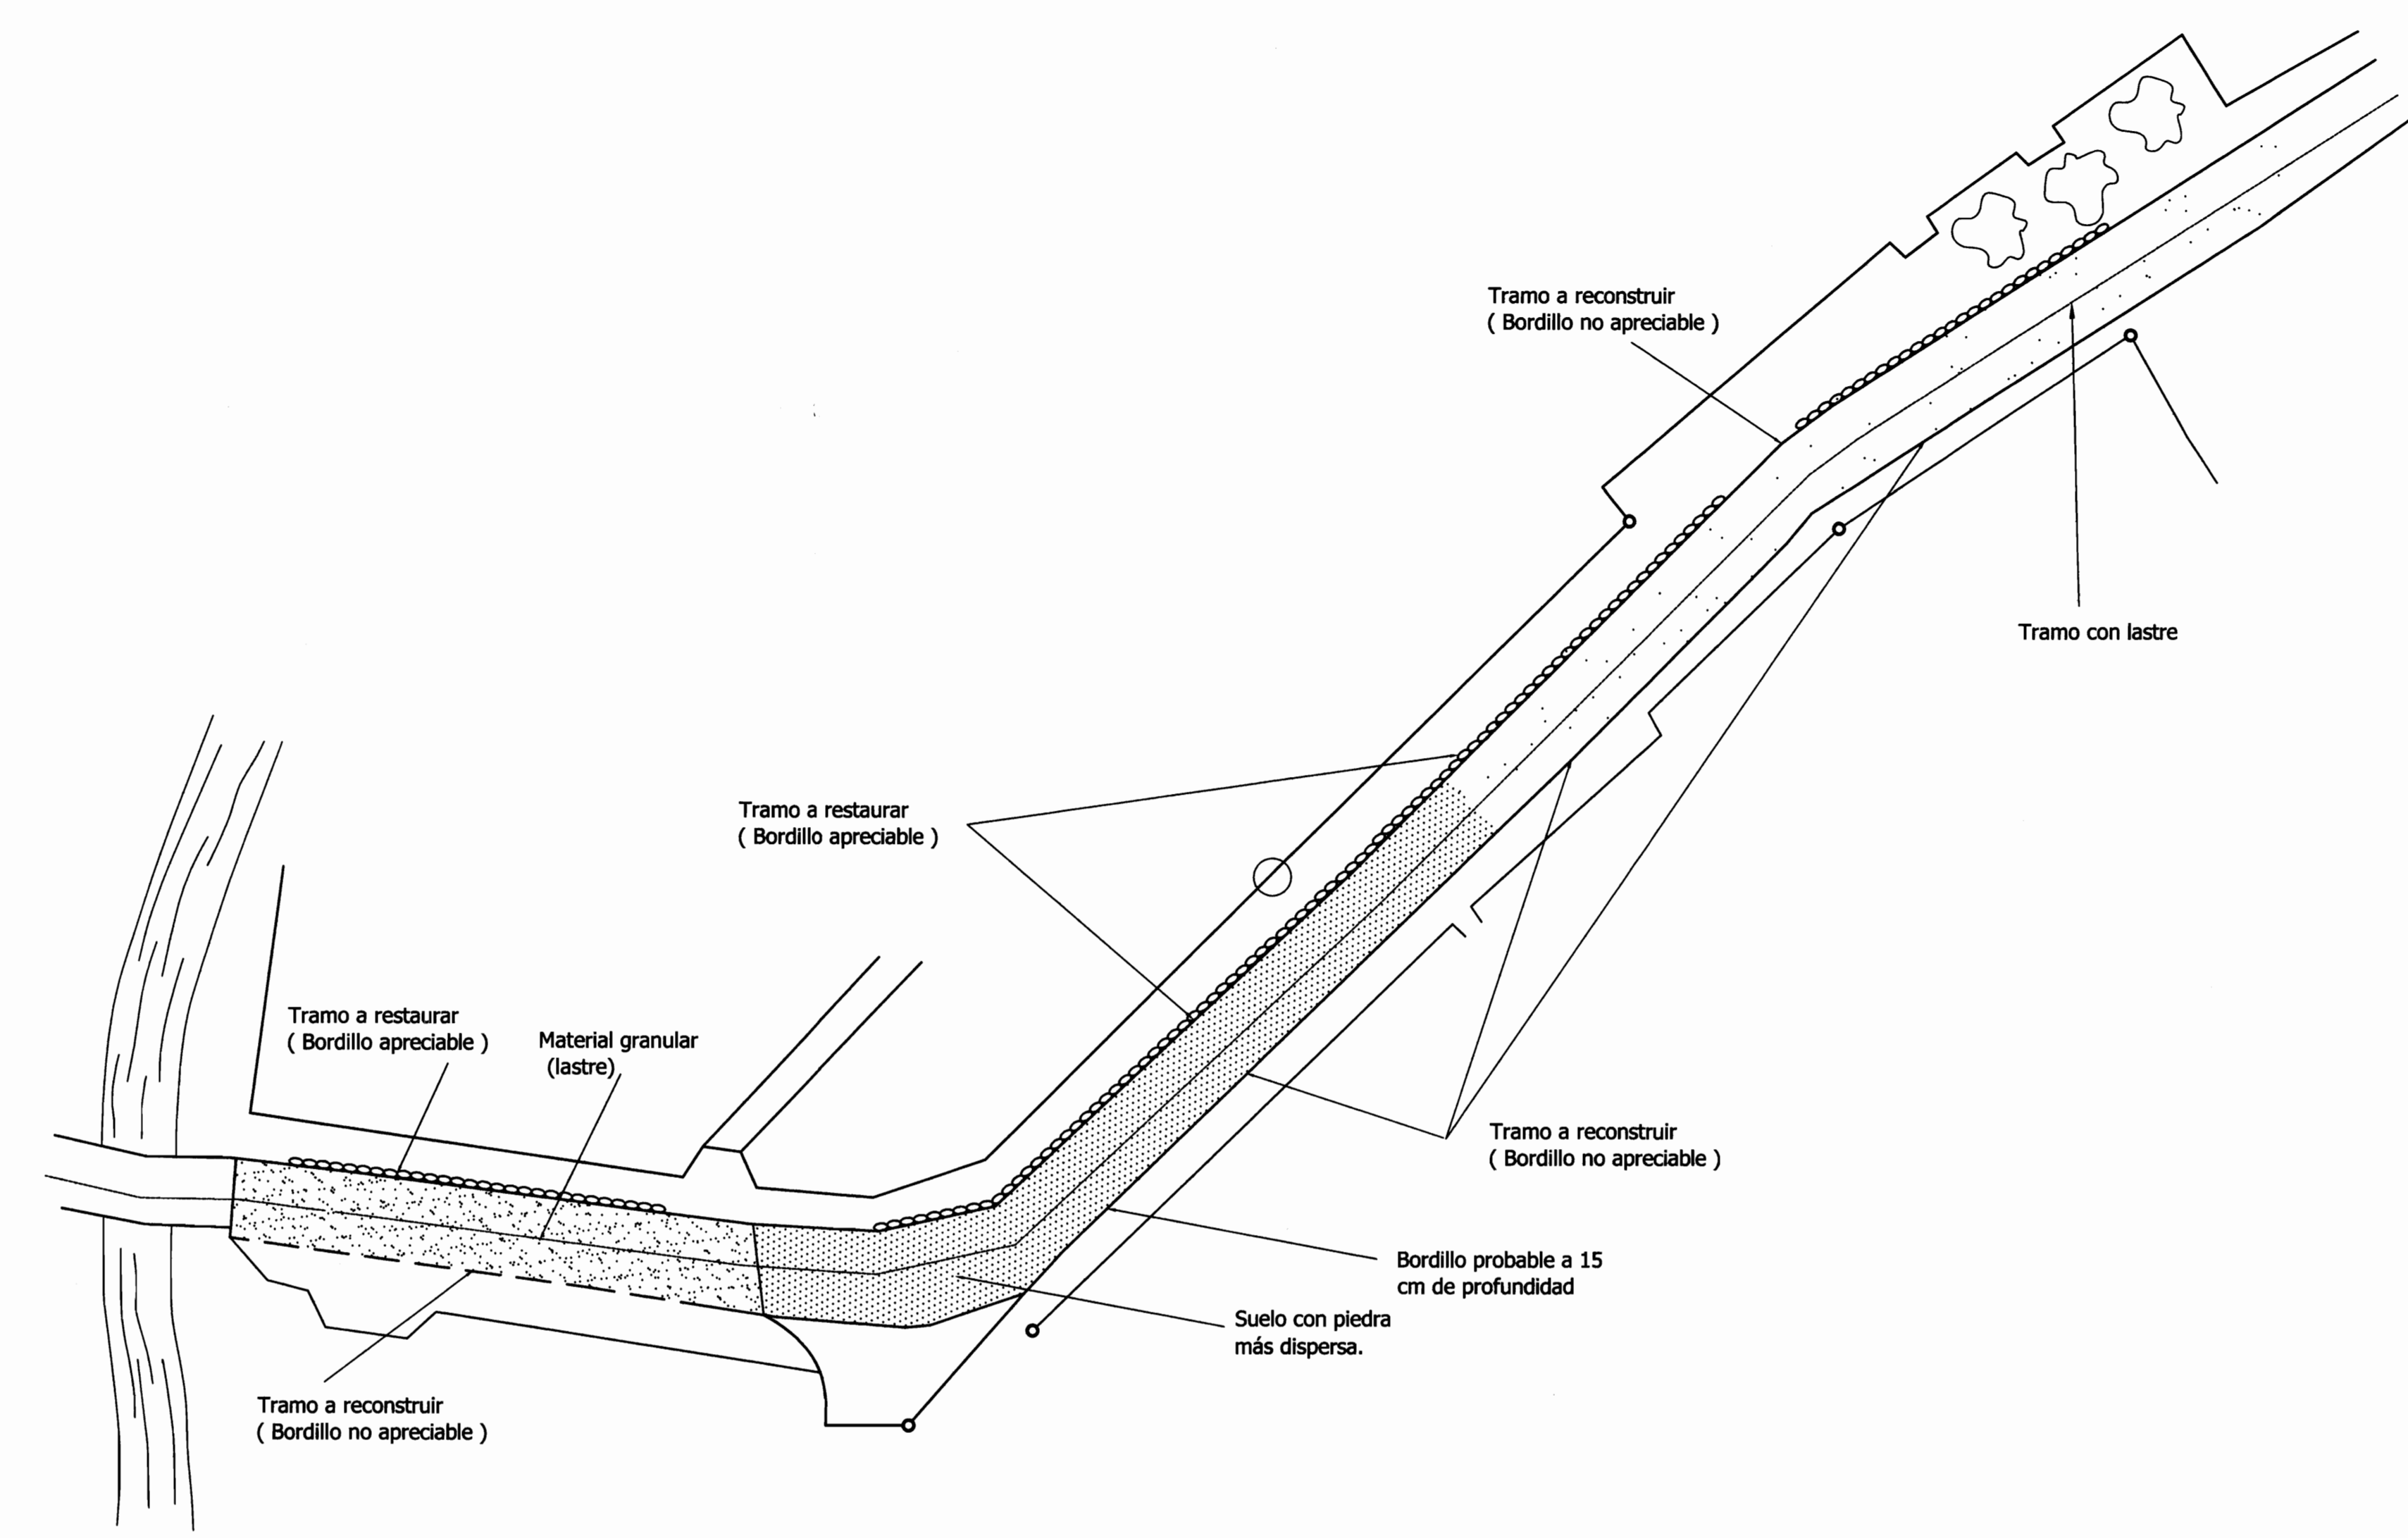 Tramo a reconstruir
( Bordillo no apreciable )
Tramo con lastre
Tramo a restaurar
( Bordillo apreciable )
Tramo a restaurar
( Bordillo apreciable )
Material granular
(lastre)
Tramo a reconstruir
( Bordillo no apreciable )
Bordillo probable a 15
cm de profundidad
Suelo con piedra
más dispersa.
Tramo a reconstruir
( Bordillo no apreciable )